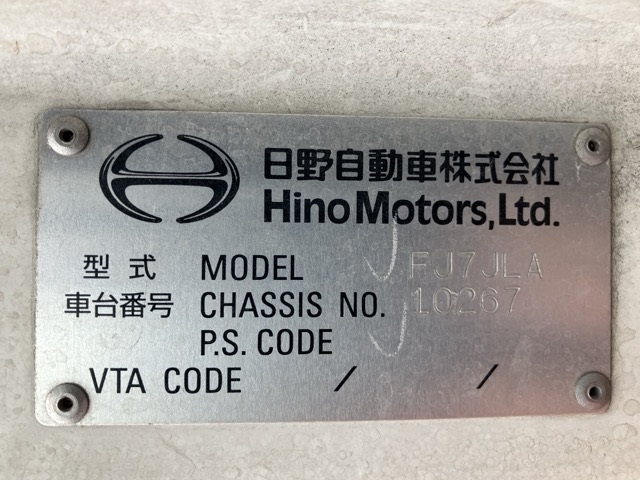 日野自動車株式会社
Hino Motors, Ltd.
型式 MODEL FJ7JLA
車台番号 CHASSIS NO. 10267
P.S. CODE
VTA CODE / /